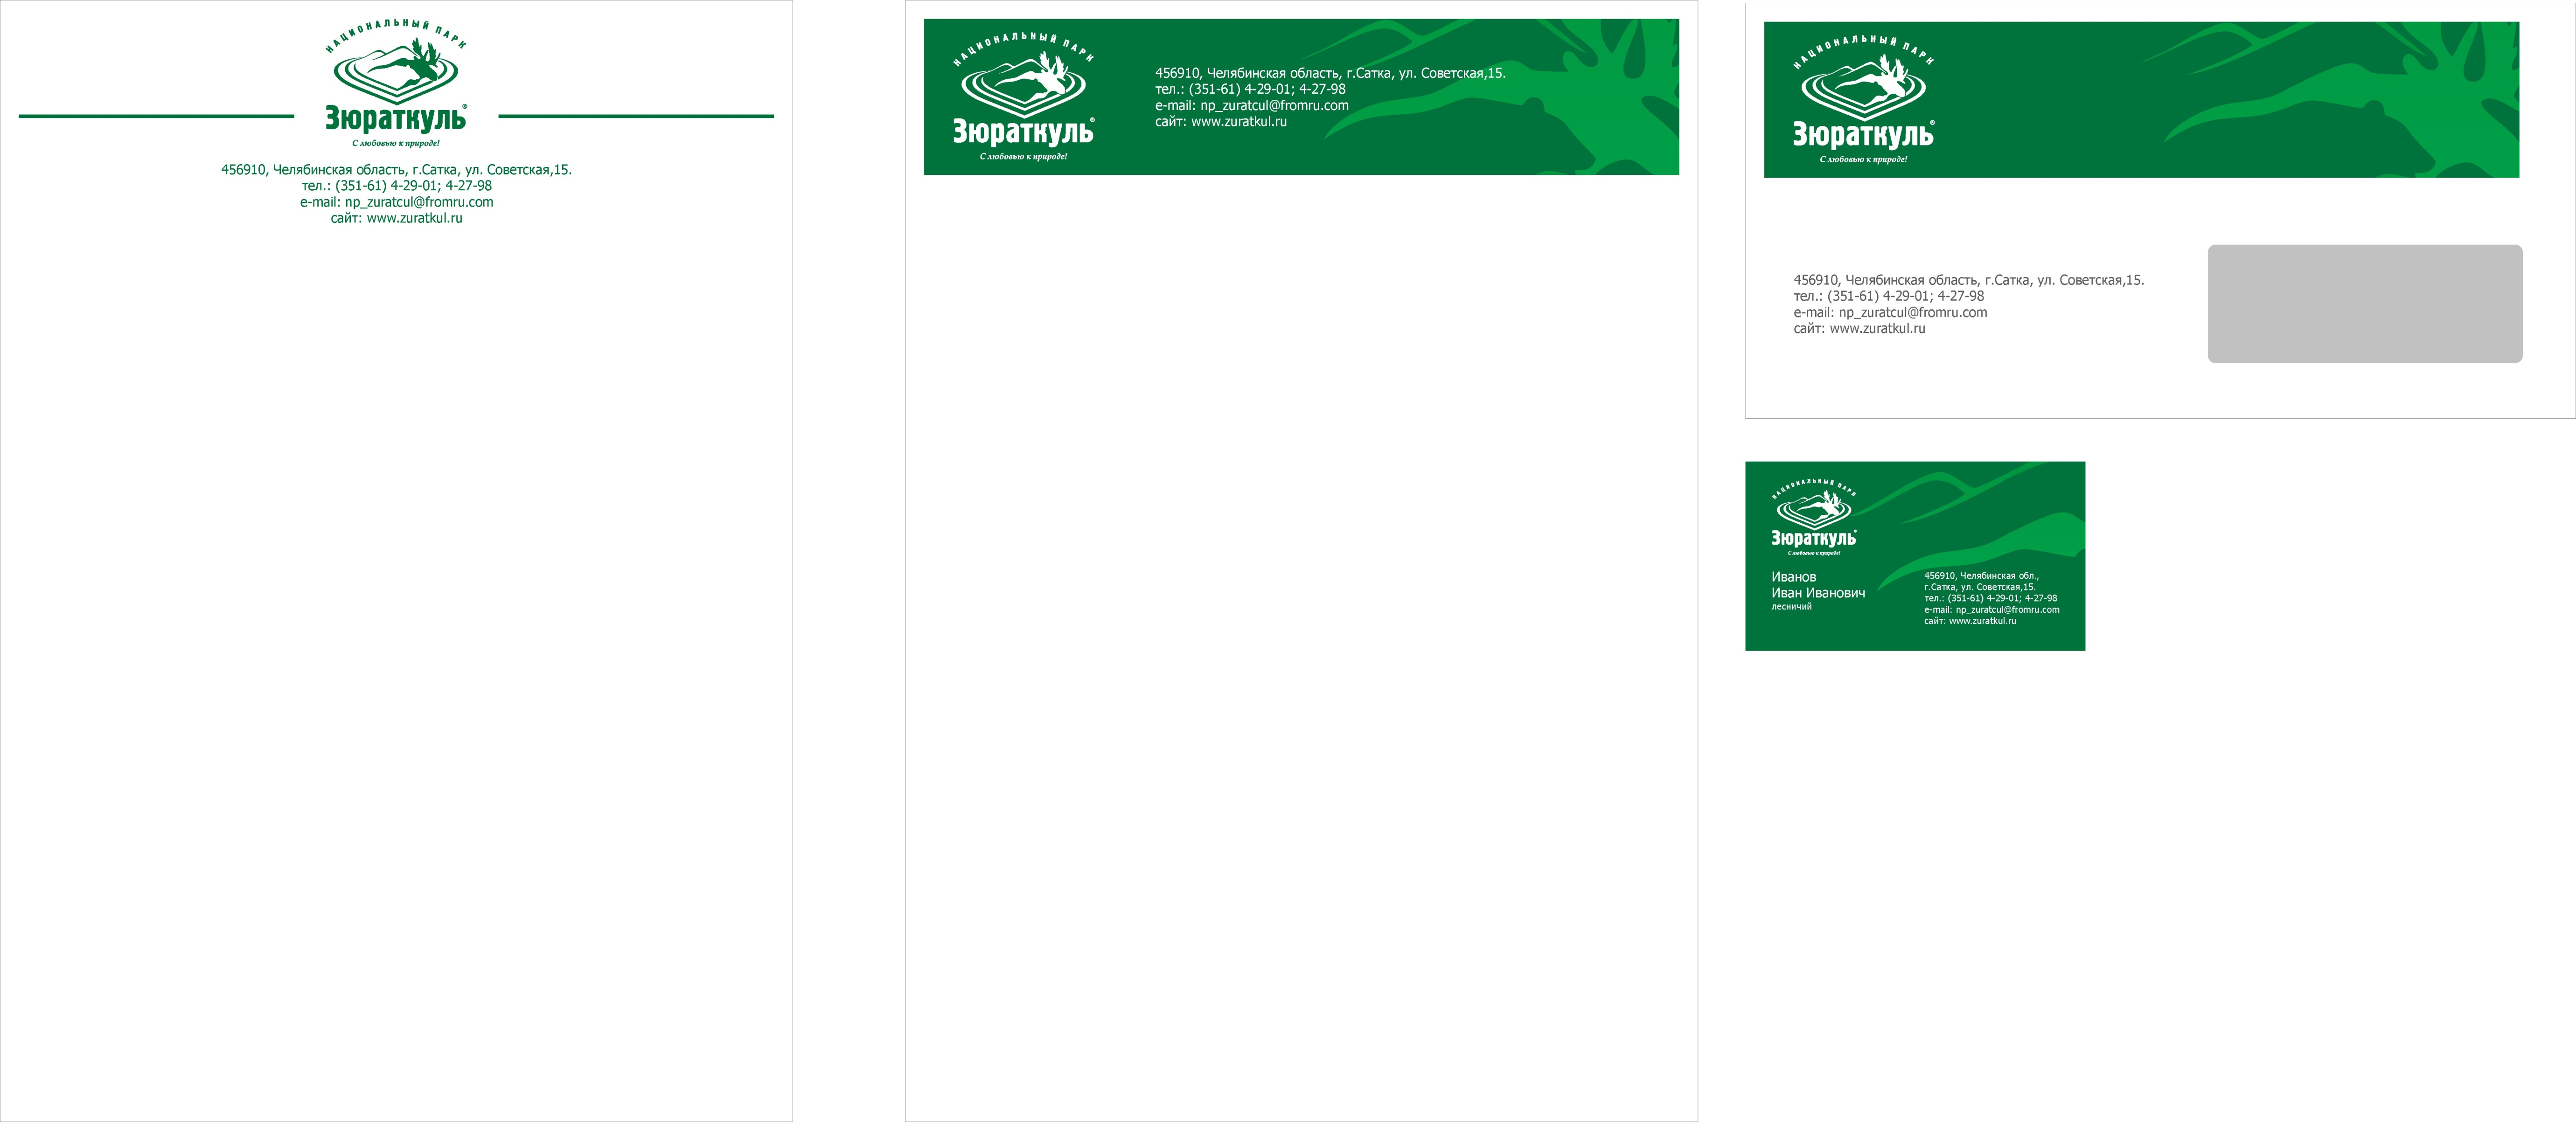 НАЦИОНАЛЬНЫЙ ПАРК
Зюраткуль®
С любовью к природе!
456910, Челябинская область, г.Сатка, ул. Советская,15.
тел.: (351-61) 4-29-01; 4-27-98
e-mail: np_zuratcul@fromru.com
сайт: www.zuratkul.ru
НАЦИОНАЛЬНЫЙ ПАРК
Зюраткуль®
С любовью к природе!
456910, Челябинская область, г.Сатка, ул. Советская,15.
тел.: (351-61) 4-29-01; 4-27-98
e-mail: np_zuratcul@fromru.com
сайт: www.zuratkul.ru
НАЦИОНАЛЬНЫЙ ПАРК
Зюраткуль®
С любовью к природе!
456910, Челябинская область, г.Сатка, ул. Советская,15.
тел.: (351-61) 4-29-01; 4-27-98
e-mail: np_zuratcul@fromru.com
сайт: www.zuratkul.ru
НАЦИОНАЛЬНЫЙ ПАРК
Зюраткуль®
С любовью к природе!
Иванов
Иван Иванович
лесничий
456910, Челябинская обл.,
г.Сатка, ул. Советская,15.
тел.: (351-61) 4-29-01; 4-27-98
e-mail: np_zuratcul@fromru.com
сайт: www.zuratkul.ru